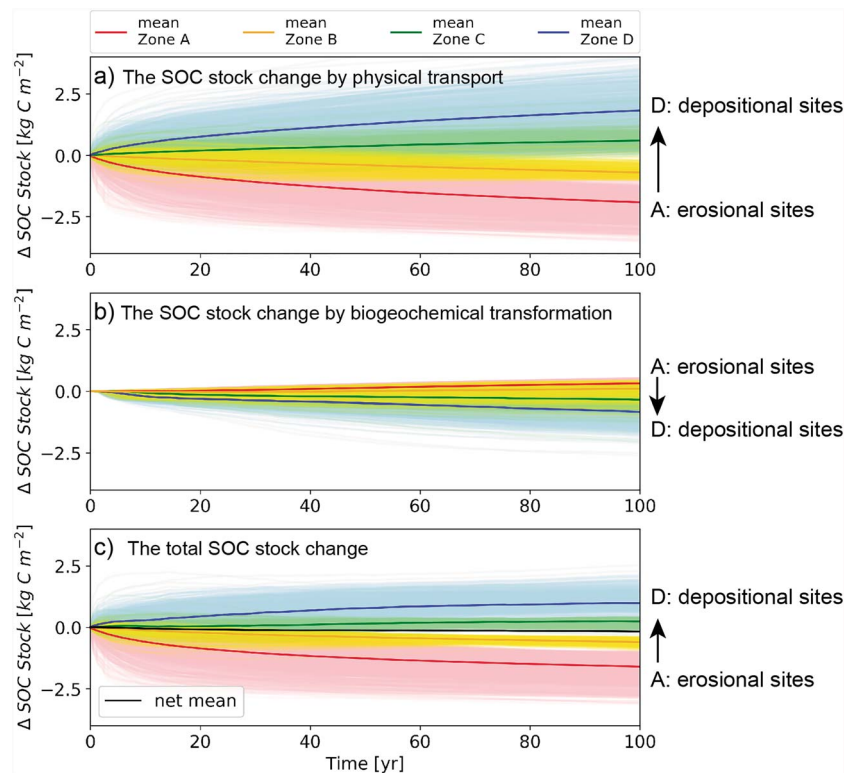 mean Zone A
mean Zone B
mean Zone C
mean Zone D
a) The SOC stock change by physical transport
Δ SOC Stock [kg C m⁻²]
2.5
0.0
−2.5
0 20 40 60 80 100
D: depositional sites
A: erosional sites
b) The SOC stock change by biogeochemical transformation
Δ SOC Stock [kg C m⁻²]
2.5
0.0
−2.5
0 20 40 60 80 100
A: erosional sites
D: depositional sites
c) The total SOC stock change
Δ SOC Stock [kg C m⁻²]
2.5
0.0
−2.5
net mean
0 20 40 60 80 100
Time [yr]
D: depositional sites
A: erosional sites